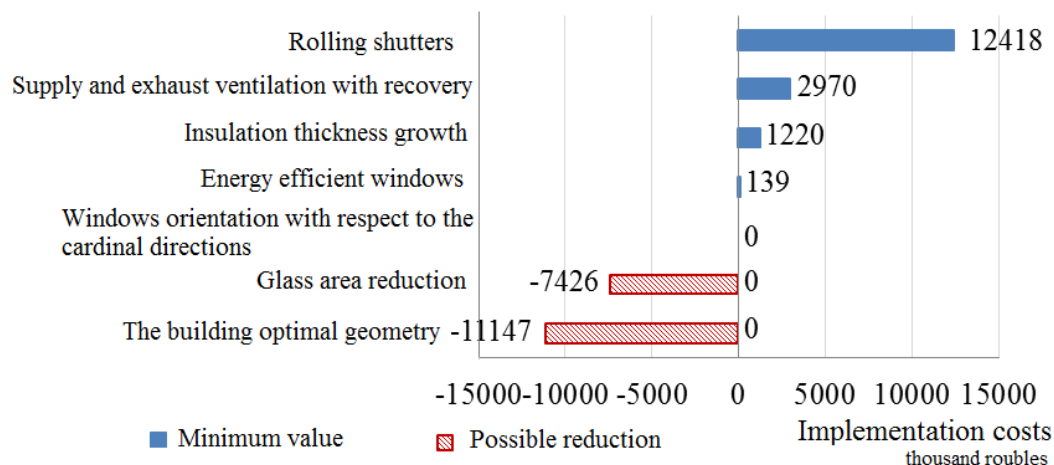 Rolling shutters 12418
Supply and exhaust ventilation with recovery 2970
Insulation thickness growth 1220
Energy efficient windows 139
Windows orientation with respect to the
cardinal directions 0
Glass area reduction -7426 0
The building optimal geometry -11147 0
-15000 -10000 -5000 0 5000 10000 15000
Minimum value Possible reduction Implementation costs
thousand roubles